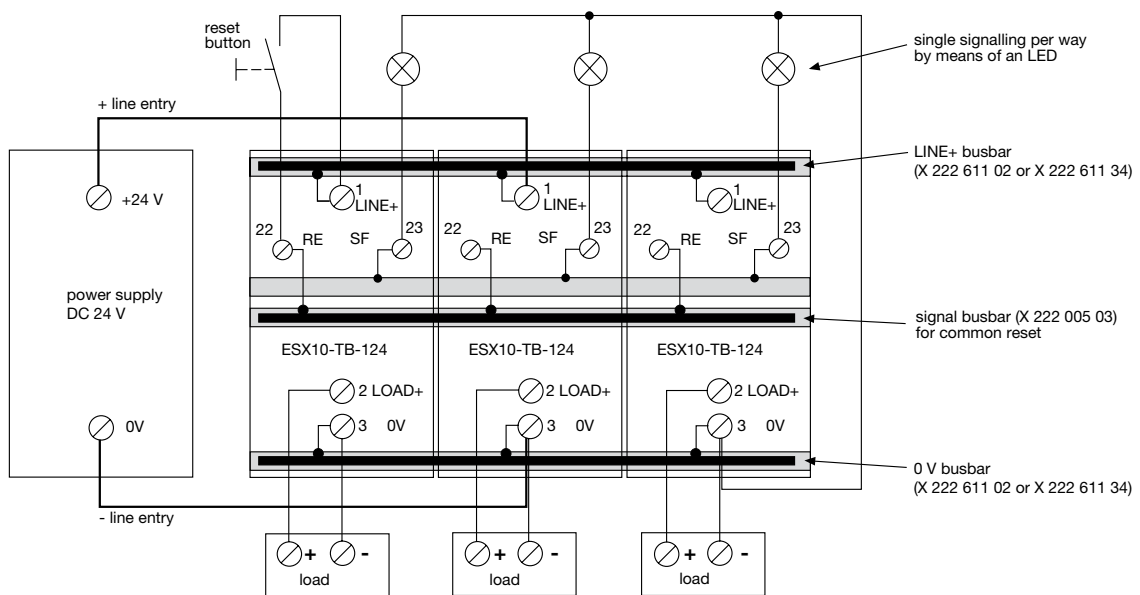 reset
button
single signalling per way
by means of an LED
+ line entry
LINE+ busbar
(X 222 611 02 or X 222 611 34)
+24 V
1
LINE+
1
LINE+
1
LINE+
22
RE
SF
23
22
RE
SF
23
22
RE
SF
23
power supply
DC 24 V
signal busbar (X 222 005 03)
for common reset
ESX10-TB-124
ESX10-TB-124
ESX10-TB-124
2 LOAD+
2 LOAD+
2 LOAD+
0V
3 0V
3 0V
3 0V
0 V busbar
(X 222 611 02 or X 222 611 34)
- line entry
+ -
load
+ -
load
+ -
load